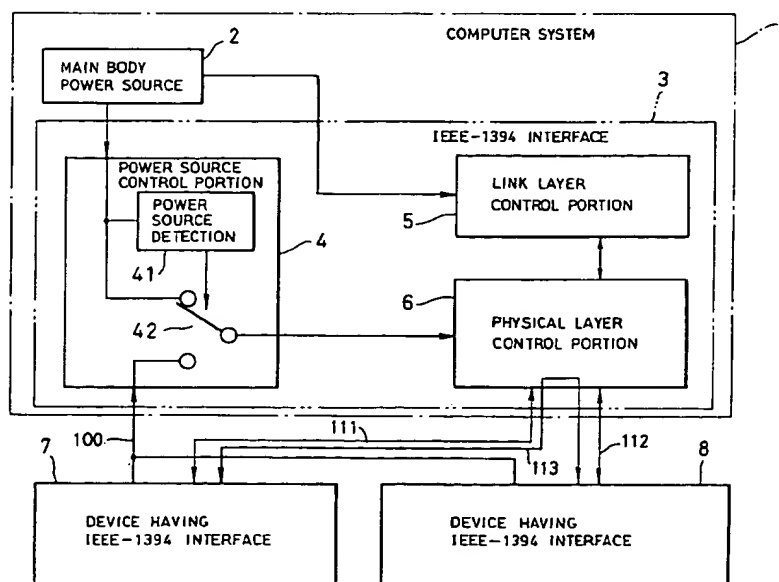 COMPUTER SYSTEM
2
MAIN BODY
POWER SOURCE
3
IEEE-1394 INTERFACE
POWER SOURCE
CONTROL PORTION
POWER
SOURCE
DETECTION
4
41
42
LINK LAYER
CONTROL PORTION
5
6
PHYSICAL LAYER
CONTROL PORTION
100
111
112
113
7
8
DEVICE HAVING
IEEE-1394 INTERFACE
DEVICE HAVING
IEEE-1394 INTERFACE